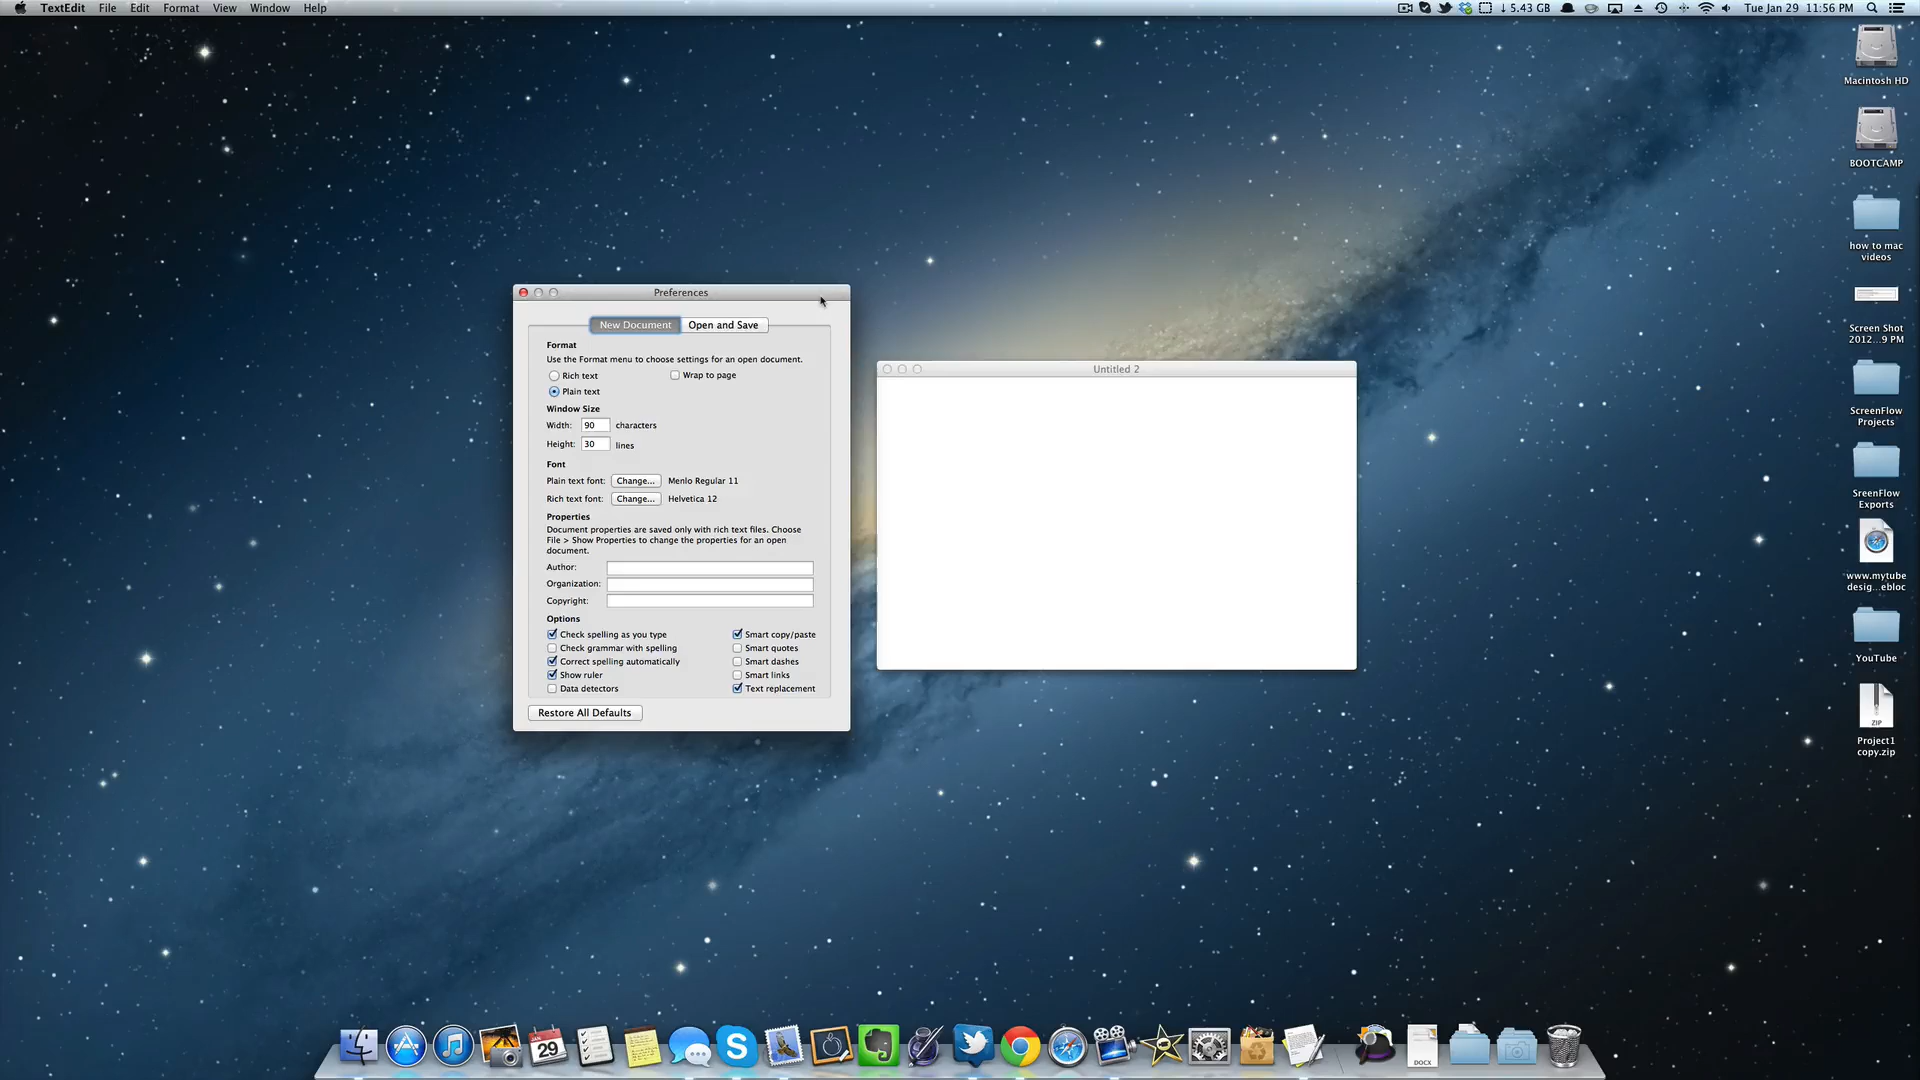 TextEdit File Edit Format View Window Help
↓ 5.43 GB Tue Jan 29 11:56 PM
Macintosh HD
BOOTCAMP
how to mac
videos
Screen Shot
2012...9 PM
ScreenFlow
Projects
SreenFlow
Exports
www.mytube
desig...ebloc
YouTube
ZIP
Project1
copy.zip
Preferences
New Document Open and Save
Format
Use the Format menu to choose settings for an open document.
Rich text Wrap to page
Plain text
Window Size
Width: 90 characters
Height: 30 lines
Font
Plain text font: Change... Menlo Regular 11
Rich text font: Change... Helvetica 12
Properties
Document properties are saved only with rich text files. Choose
File > Show Properties to change the properties for an open
document.
Author:
Organization:
Copyright:
Options
Check spelling as you type Smart copy/paste
Check grammar with spelling Smart quotes
Correct spelling automatically Smart dashes
Show ruler Smart links
Data detectors Text replacement
Restore All Defaults
Untitled 2
29
DOCX